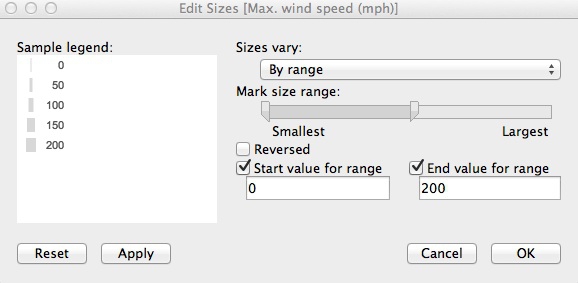 Edit Sizes [Max. wind speed (mph)]
Sample legend:
0
50
100
150
200
Sizes vary:
By range
Mark size range:
Smallest Largest
Reversed
Start value for range End value for range
0 200
Reset Apply Cancel OK